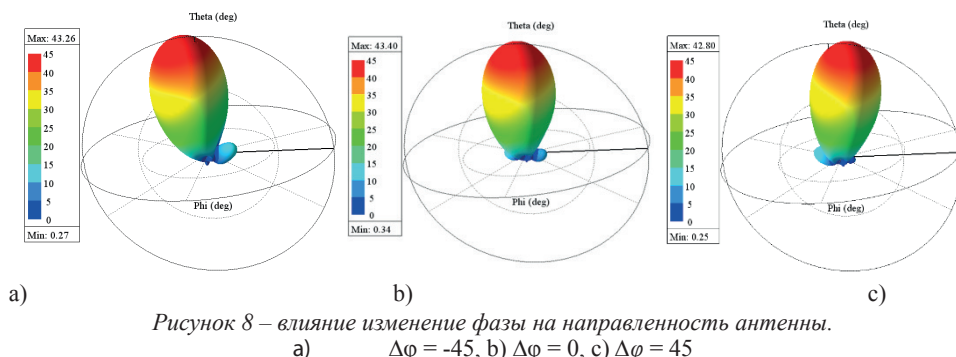 Theta (deg)
Max: 43.26
45
40
35
30
25
20
15
10
5
0
Min: 0.27
Phi (deg)
a)
Theta (deg)
Max: 43.40
45
40
35
30
25
20
15
10
5
0
Min: 0.34
Phi (deg)
b)
Theta (deg)
Max: 42.80
45
40
35
30
25
20
15
10
5
0
Min: 0.25
Phi (deg)
c)
Рисунок 8 – влияние изменение фазы на направленность антенны.
a) Δφ = -45, b) Δφ = 0, c) Δφ = 45